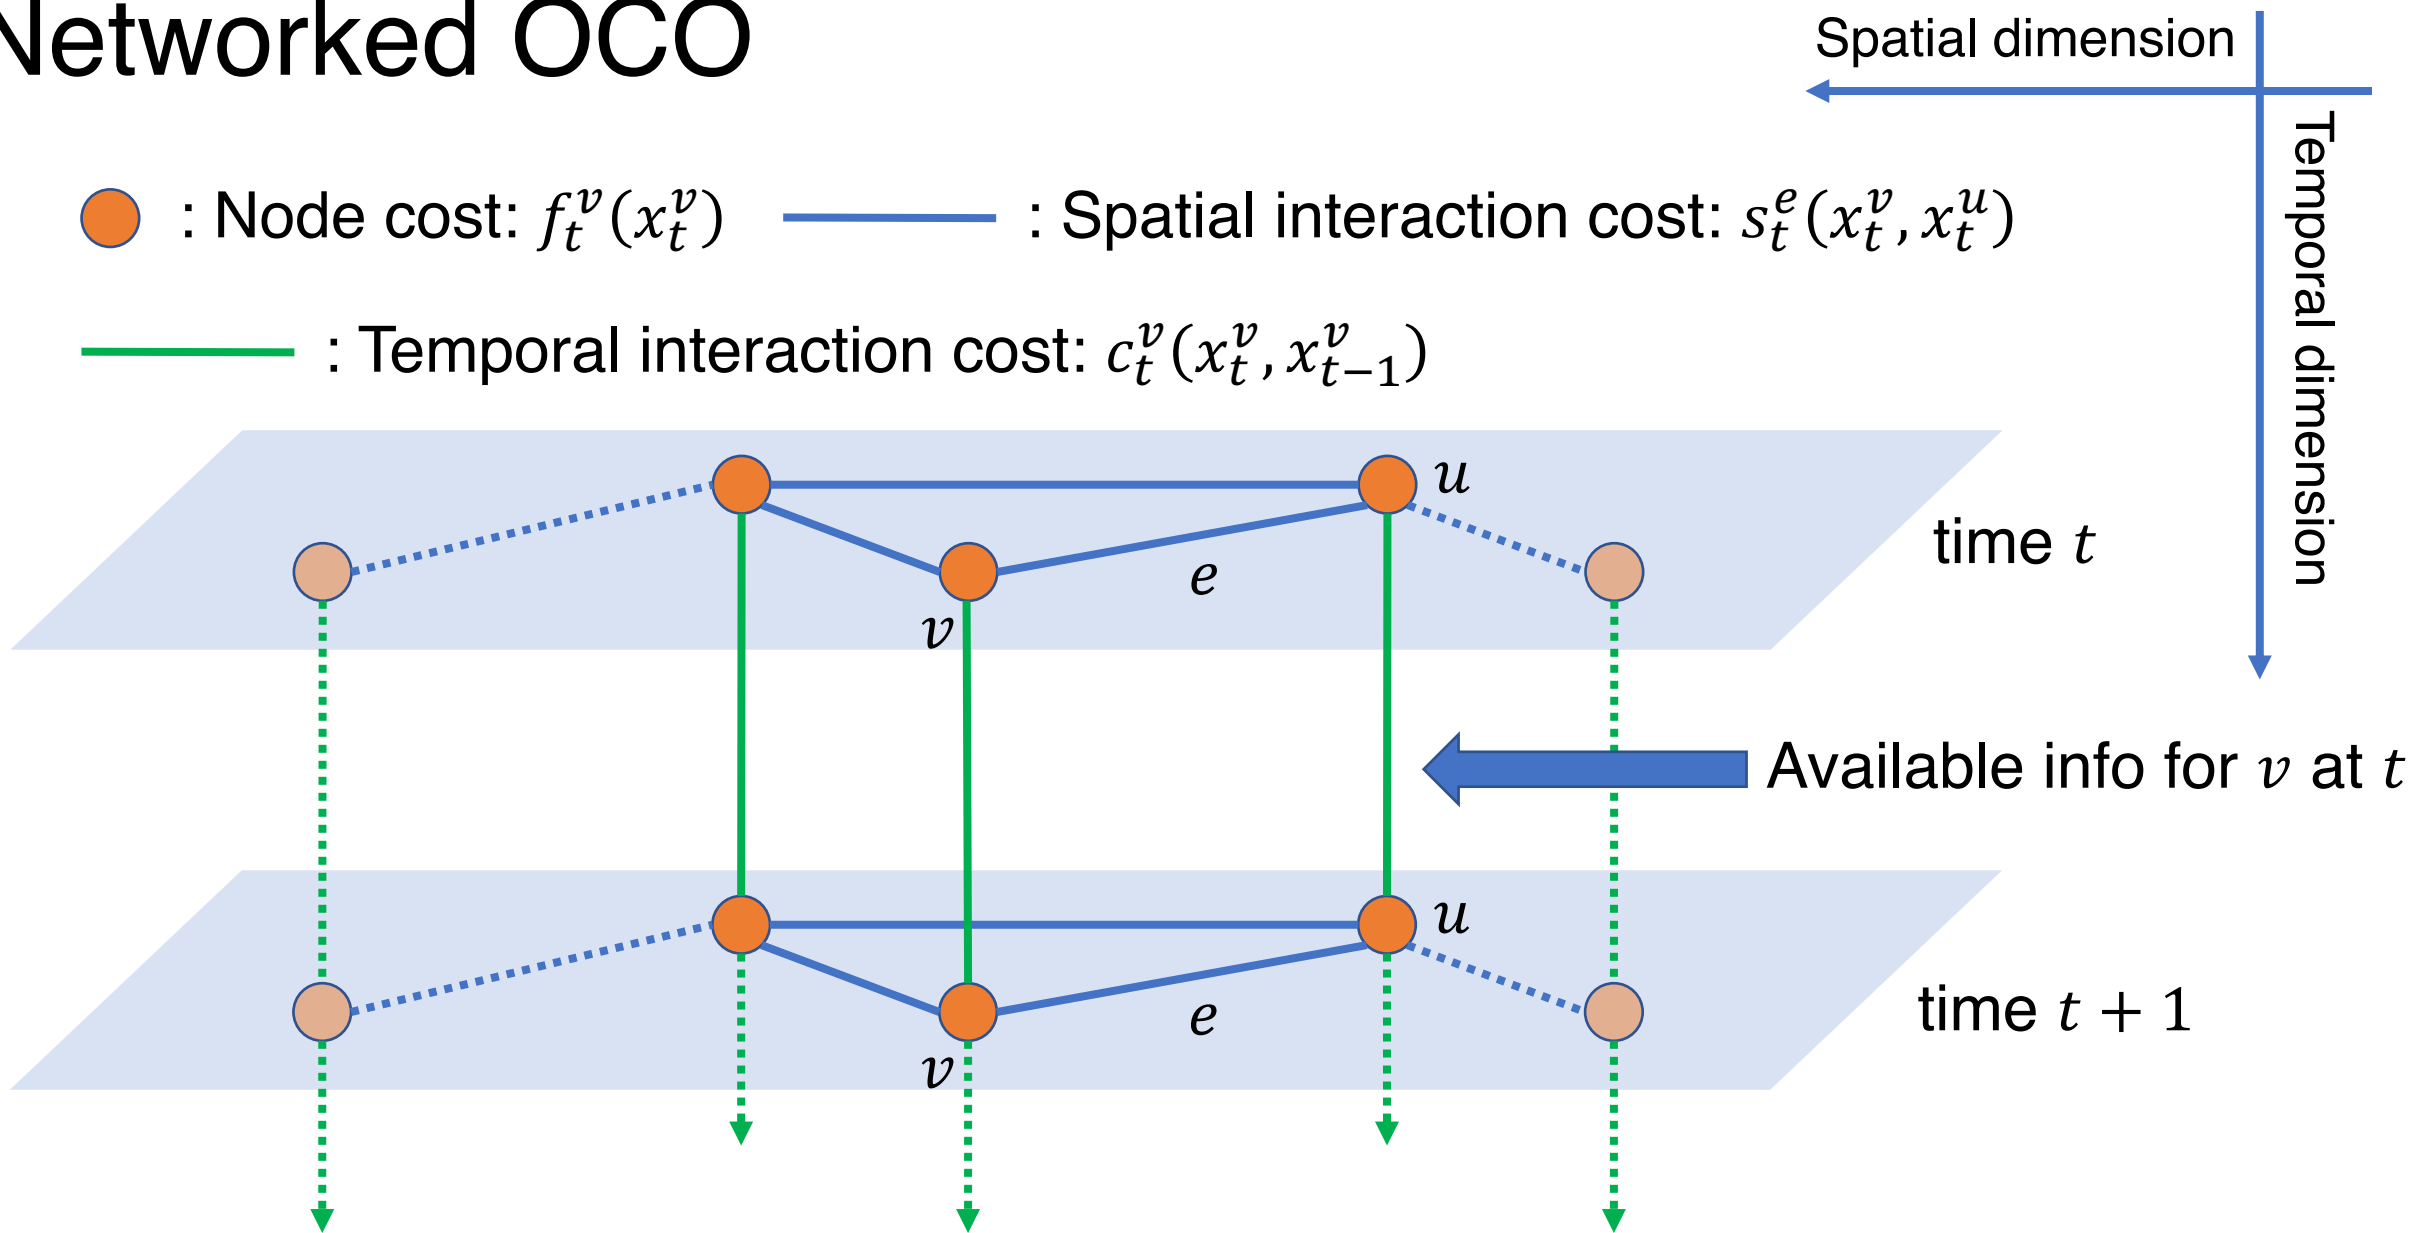 Networked OCO
Spatial dimension
Temporal dimension
: Node cost: $f_t^v(x_t^v)$
: Spatial interaction cost: $s_t^e(x_t^v, x_t^u)$
: Temporal interaction cost: $c_t^v(x_t^v, x_{t-1}^v)$
u
time t
e
v
Available info for v at t
u
time t + 1
e
v